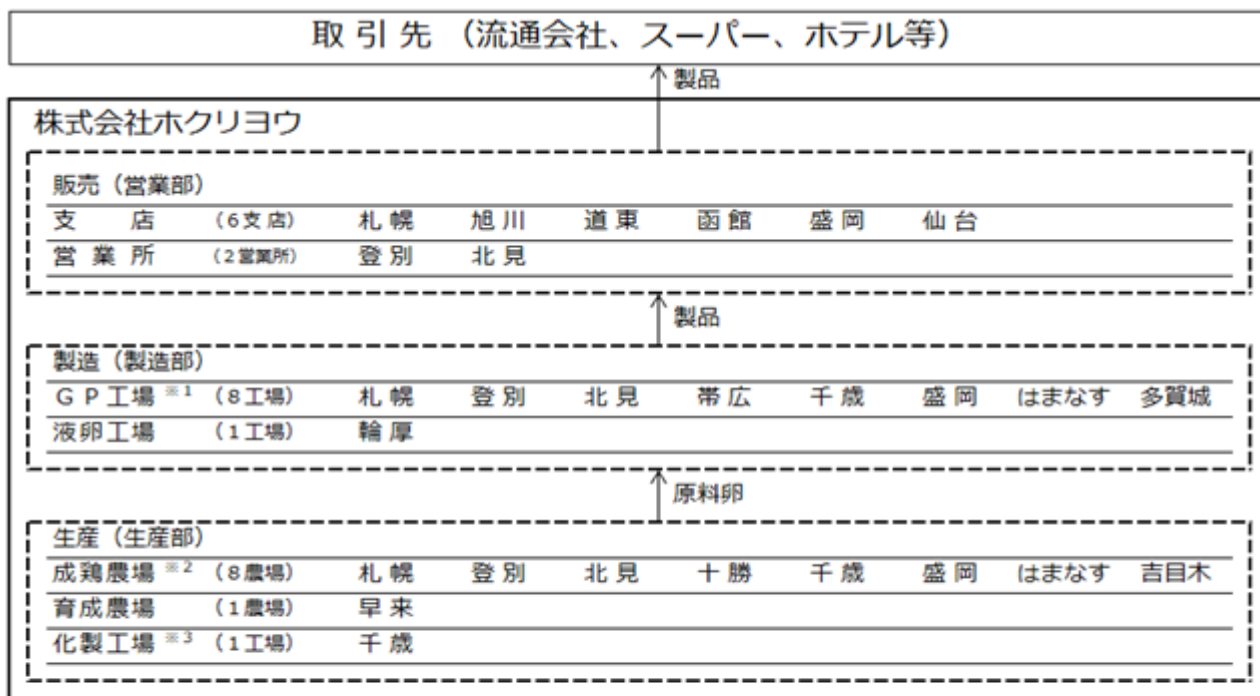 取引先（流通会社、スーパー、ホテル等）
製品
株式会社ホクリヨウ
販売（営業部）
支店 （6支店） 札幌 旭川 道東 函館 盛岡 仙台
営業所 （2営業所） 登別 北見
製品
製造（製造部）
ＧＰ工場※1 （8工場） 札幌 登別 北見 帯広 千歳 盛岡 はまなす 多賀城
液卵工場 （1工場） 輪厚
原料卵
生産（生産部）
成鶏農場※2 （8農場） 札幌 登別 北見 十勝 千歳 盛岡 はまなす 吉目木
育成農場 （1農場） 早来
化製工場※3 （1工場） 千歳